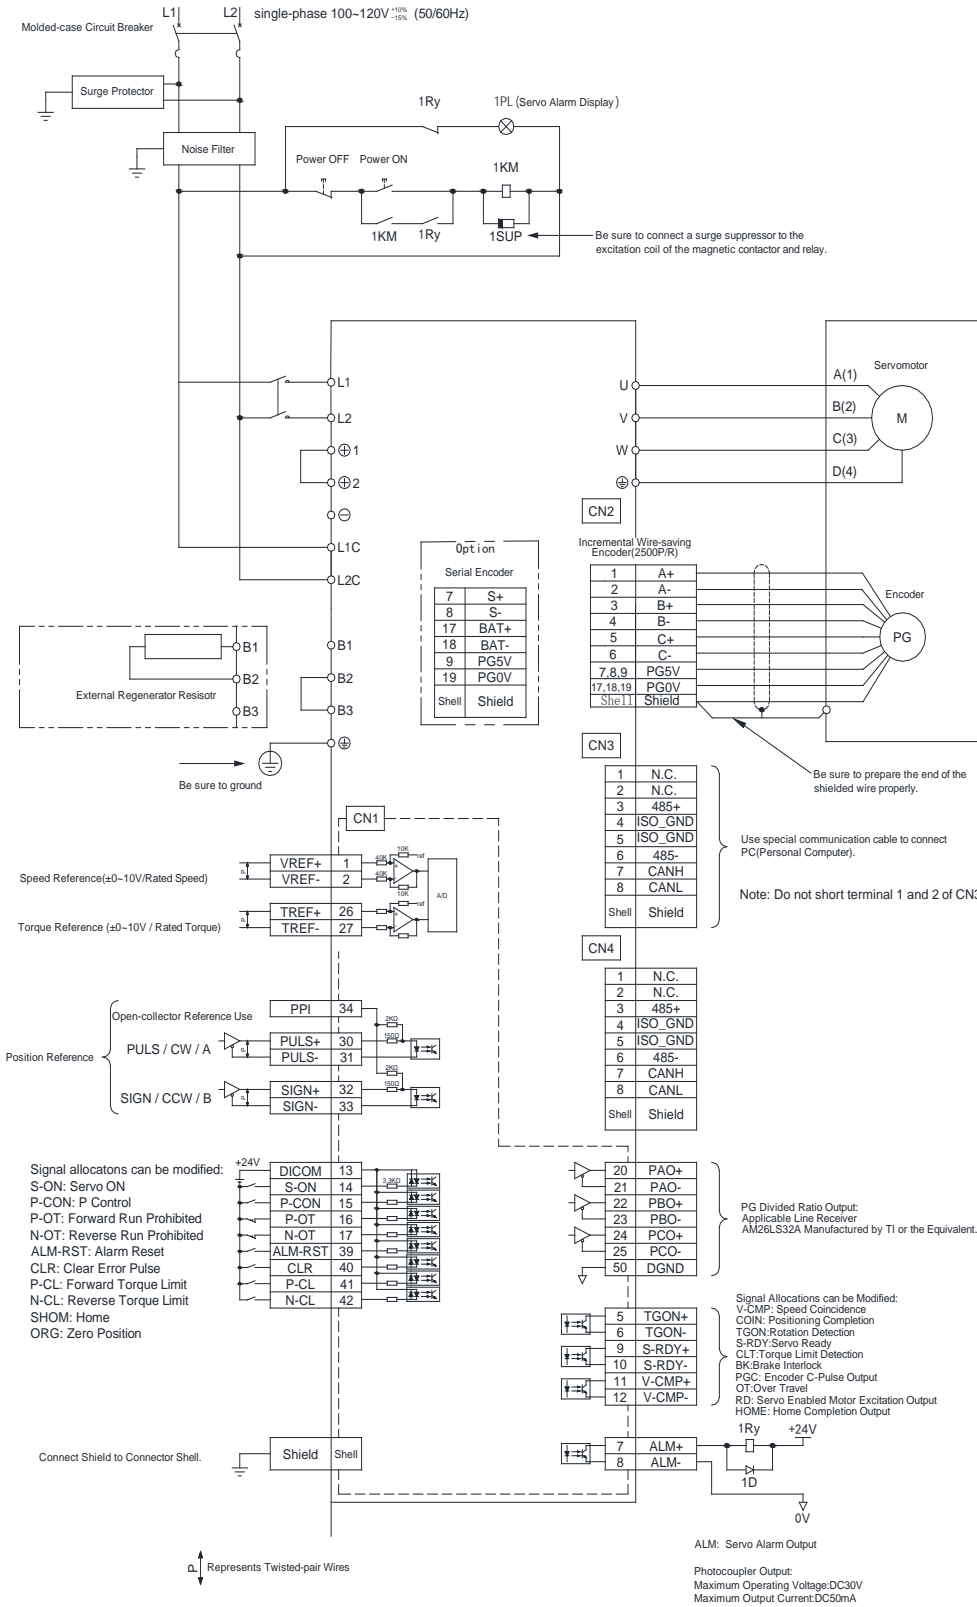 L1 L2 single-phase 100~120V +10% -15% (50/60Hz)
Molded-case Circuit Breaker
Surge Protector
1Ry 1PL (Servo Alarm Display)
Noise Filter
Power OFF Power ON
1KM
1KM 1Ry 1SUP
Be sure to connect a surge suppressor to the
excitation coil of the magnetic contactor and relay.
L1
L2
1
2
L1C
L2C
U
V
W
A(1)
B(2)
C(3)
D(4)
Servomotor
M
CN2
Incremental Wire-saving
Encoder(2500P/R)
1 A+
2 A-
3 B+
4 B-
5 C+
6 C-
7,8,9 PG5V
17,18,19 PG0V
Shell Shield
Encoder
PG
Option
Serial Encoder
7 S+
8 S-
17 BAT+
18 BAT-
9 PG5V
19 PG0V
Shell Shield
B1
B2
B3
External Regenerator Resisotr
B1
B2
B3
Be sure to ground
Be sure to prepare the end of the
shielded wire properly.
CN3
1 N.C.
2 N.C.
3 485+
4 ISO_GND
5 ISO_GND
6 485-
7 CANH
8 CANL
Shell Shield
Use special communication cable to connect
PC(Personal Computer).
Note: Do not short terminal 1 and 2 of CN3
CN1
Speed Reference(±0~10V/Rated Speed)
P
VREF+ 1
VREF- 2
40K 10K ref
40K 10K
A/D
Torque Reference (±0~10V / Rated Torque)
P
TREF+ 26
TREF- 27
ref
CN4
1 N.C.
2 N.C.
3 485+
4 ISO_GND
5 ISO_GND
6 485-
7 CANH
8 CANL
Shell Shield
Open-collector Reference Use
Position Reference
PULS / CW / A
SIGN / CCW / B
P
P
PPI 34
PULS+ 30
PULS- 31
SIGN+ 32
SIGN- 33
2KΩ
150Ω
2KΩ
150Ω
Signal allocatons can be modified:
S-ON: Servo ON
P-CON: P Control
P-OT: Forward Run Prohibited
N-OT: Reverse Run Prohibited
ALM-RST: Alarm Reset
CLR: Clear Error Pulse
P-CL: Forward Torque Limit
N-CL: Reverse Torque Limit
SHOM: Home
ORG: Zero Position
+24V
DICOM 13
S-ON 14
P-CON 15
P-OT 16
N-OT 17
ALM-RST 39
CLR 40
P-CL 41
N-CL 42
3.3KΩ
20 PAO+
21 PAO-
22 PBO+
23 PBO-
24 PCO+
25 PCO-
50 DGND
PG Divided Ratio Output:
Applicable Line Receiver
AM26LS32A Manufactured by TI or the Equivalent.
5 TGON+
6 TGON-
9 S-RDY+
10 S-RDY-
11 V-CMP+
12 V-CMP-
Signal Allocations can be Modified:
V-CMP: Speed Coincidence
COIN: Positioning Completion
TGON:Rotation Detection
S-RDY:Servo Ready
CLT:Torque Limit Detection
BK:Brake Interlock
PGC: Encoder C-Pulse Output
OT:Over Travel
RD: Servo Enabled Motor Excitation Output
HOME: Home Completion Output
Connect Shield to Connector Shell.
Shield Shell
7 ALM+
8 ALM-
1Ry +24V
1D
0V
ALM: Servo Alarm Output
P Represents Twisted-pair Wires
Photocoupler Output:
Maximum Operating Voltage:DC30V
Maximum Output Current:DC50mA